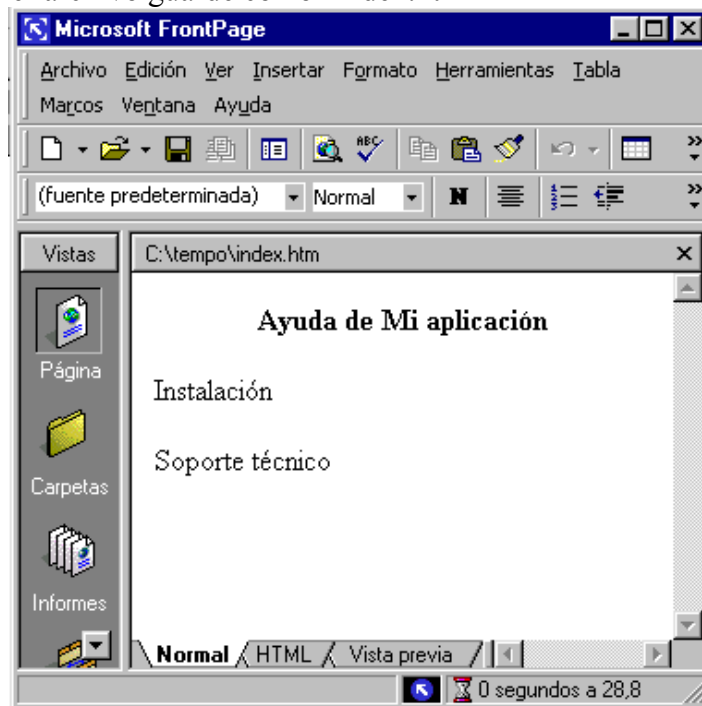 Microsoft FrontPage
Archivo Edición Ver Insertar Formato Herramientas Tabla
Marcos Ventana Ayuda
ABC
(fuente predeterminada) Normal N
Vistas C:\tempo\index.htm
Ayuda de Mi aplicación
Página
Instalación
Soporte técnico
Carpetas
Informes
Normal HTML Vista previa
0 segundos a 28,8